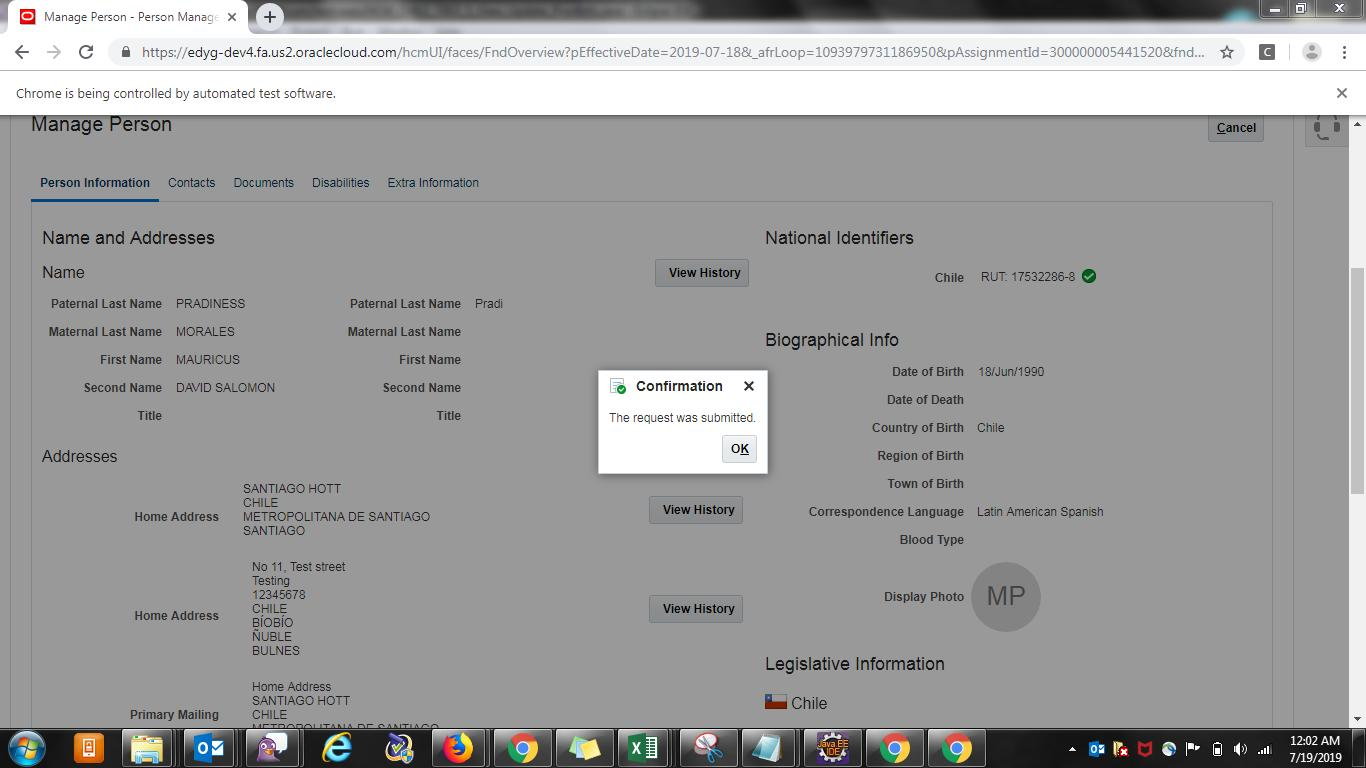 Manage Person - Person Manage
https://edyg-dev4.fa.us2.oraclecloud.com/hcmUI/faces/FndOverview?pEffectiveDate=2019-07-18&_afrLoop=1093979731186950&pAssignmentId=300000005441520&fnd...
C
Chrome is being controlled by automated test software.
Manage Person
Cancel
Person Information Contacts Documents Disabilities Extra Information
Name and Addresses
Name
View History
Paternal Last Name PRADINESS Paternal Last Name Pradi
Maternal Last Name MORALES Maternal Last Name
First Name MAURICUS First Name
Second Name DAVID SALOMON Second Name
Title Title
Addresses
Home Address
SANTIAGO HOTT
CHILE
METROPOLITANA DE SANTIAGO
SANTIAGO
View History
Home Address
No 11, Test street
Testing
12345678
CHILE
BÍOBÍO
ÑUBLE
BULNES
View History
Primary Mailing
Home Address
SANTIAGO HOTT
CHILE
METROPOLITANA DE SANTIAGO
National Identifiers
Chile RUT: 17532286-8
Biographical Info
Date of Birth 18/Jun/1990
Date of Death
Country of Birth Chile
Region of Birth
Town of Birth
Correspondence Language Latin American Spanish
Blood Type
Display Photo MP
Legislative Information
Chile
Confirmation
The request was submitted.
OK
Java EE
IDE
12:02 AM
7/19/2019